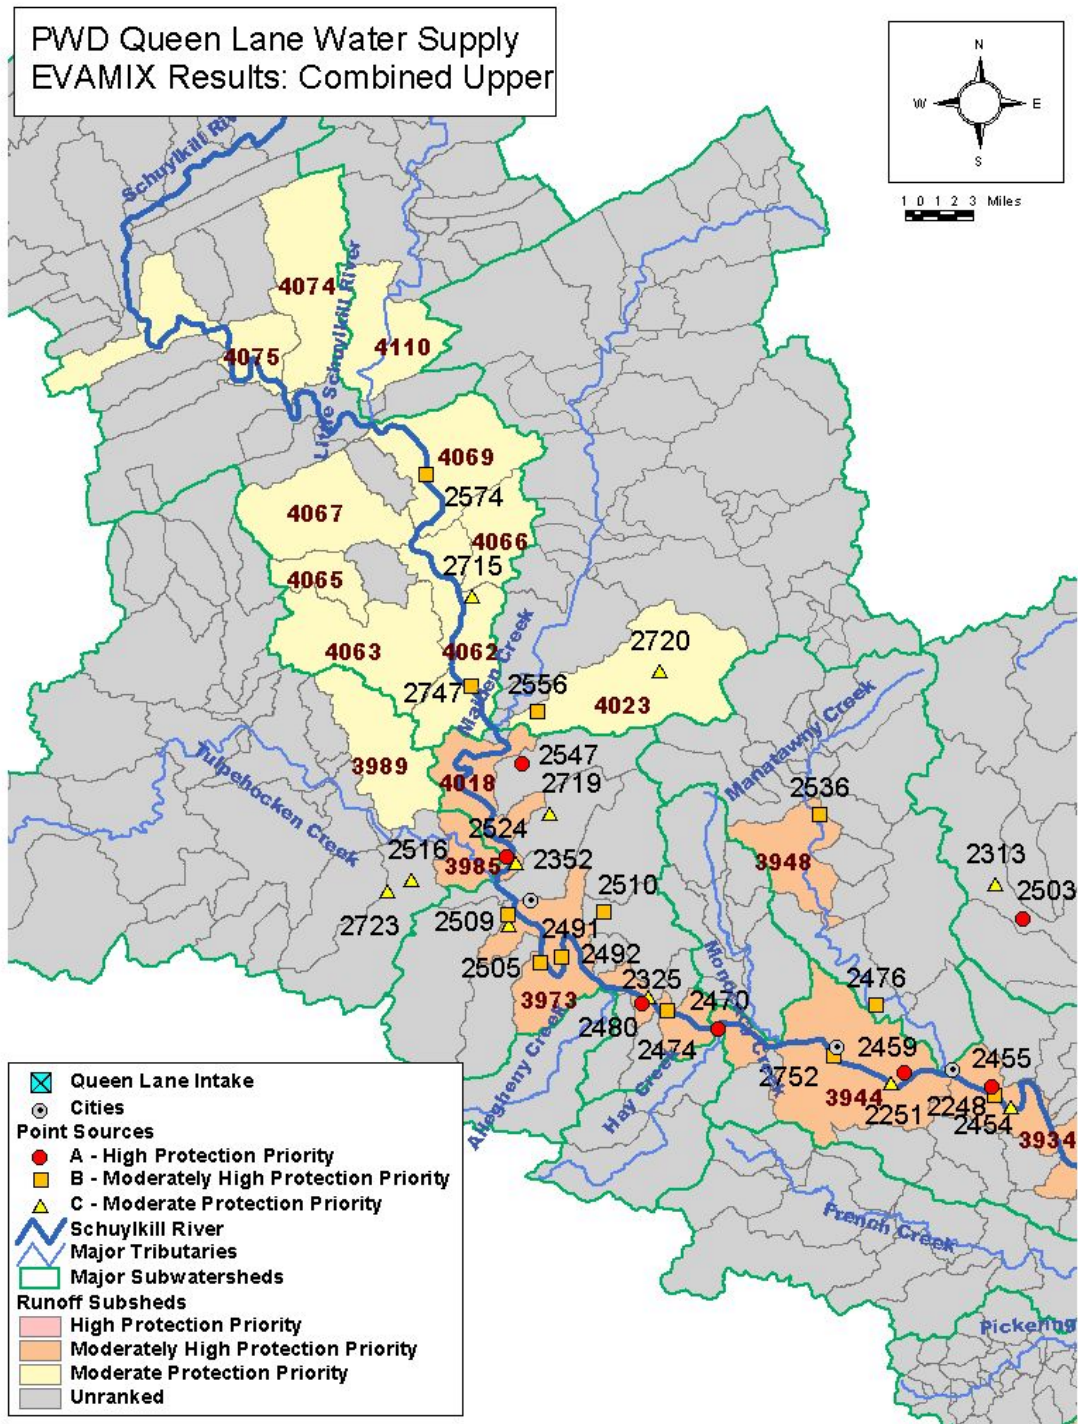 PWD Queen Lane Water Supply
EVAMIX Results: Combined Upper
N
W E
S
1 0 1 2 3 Miles
Schuylkill
4074
Little Schuylkill River
4110
4075
4069
2574
4067
4066
2715
4065
4063
4062
2720
Maiden Creek
2747
2556
4023
3989
2547
4018
2719
Manatawny Creek
Tulpehocken Creek
2536
2524
3985
2352
2516
3948
2313
2723
2510
2503
2509
2491
2492
2505
2325
2476
3973
2470
2480
2474
Allegheny Creek
Hay Creek
2752
2459
2455
3944
2251
2248
2454
3934
French Creek
Pickering
Queen Lane Intake
Cities
Point Sources
A - High Protection Priority
B - Moderately High Protection Priority
C - Moderate Protection Priority
Schuylkill River
Major Tributaries
Major Subwatersheds
Runoff Subsheds
High Protection Priority
Moderately High Protection Priority
Moderate Protection Priority
Unranked